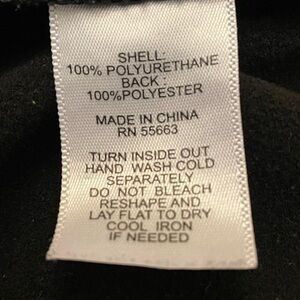 SHELL:
100% POLYURETHANE
BACK :
100%POLYESTER
MADE IN CHINA
RN 55663
TURN INSIDE OUT
HAND WASH COLD
SEPARATELY
DO NOT BLEACH
RESHAPE AND
LAY FLAT TO DRY
COOL IRON
IF NEEDED